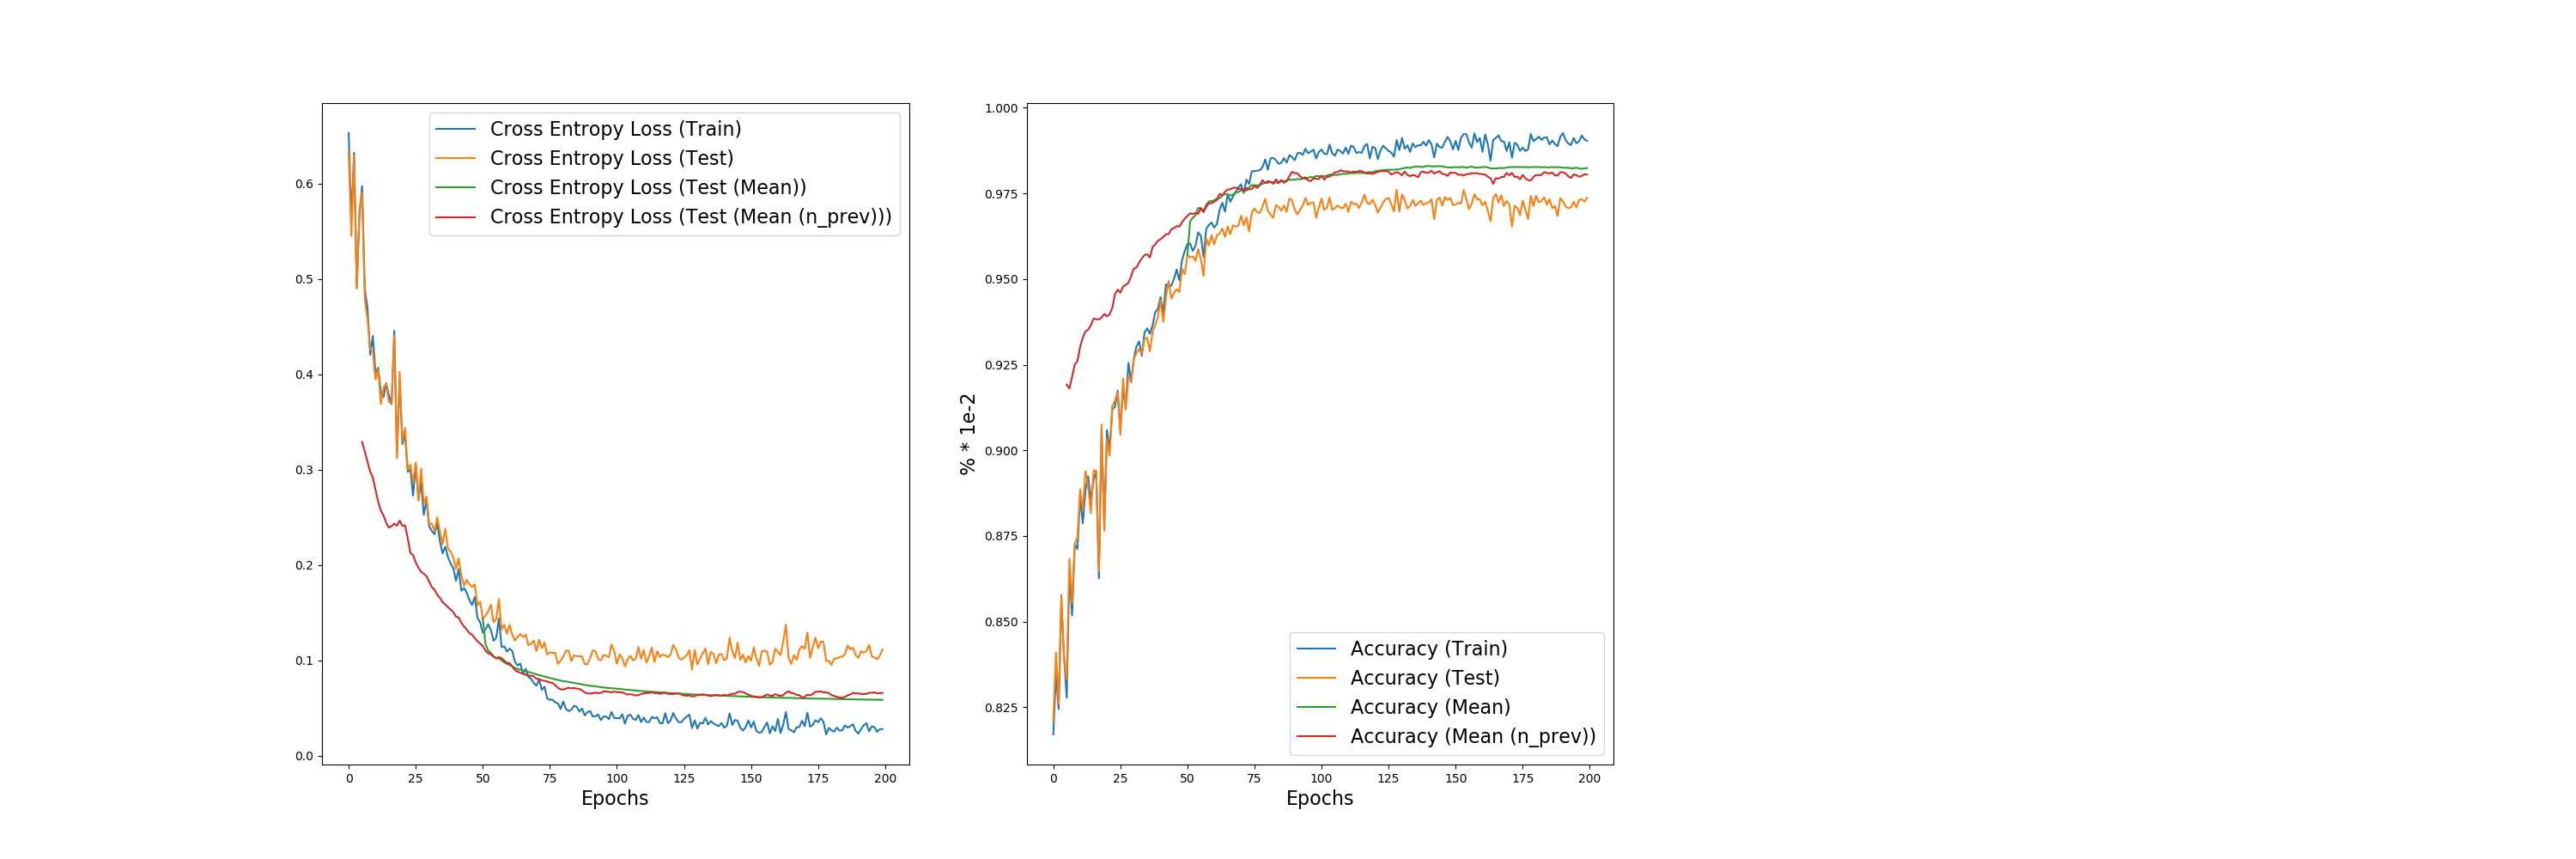 Cross Entropy Loss (Train)
Cross Entropy Loss (Test)
Cross Entropy Loss (Test (Mean))
Cross Entropy Loss (Test (Mean (n_prev)))
0.6
0.5
0.4
0.3
0.2
0.1
0.0
0 25 50 75 100 125 150 175 200
Epochs
% * 1e-2
1.000
0.975
0.950
0.925
0.900
0.875
0.850
0.825
Accuracy (Train)
Accuracy (Test)
Accuracy (Mean)
Accuracy (Mean (n_prev))
0 25 50 75 100 125 150 175 200
Epochs